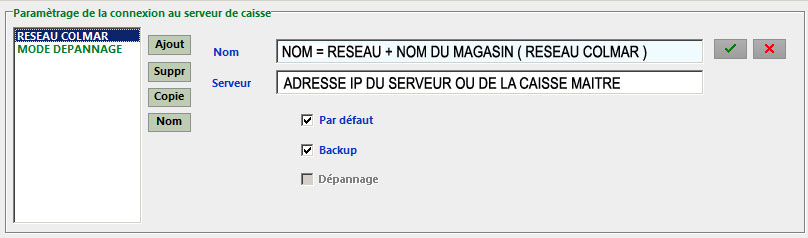 Paramètrage de la connexion au serveur de caisse
RESEAU COLMAR
MODE DEPANNAGE
Ajout
Suppr
Copie
Nom
Nom
NOM = RESEAU + NOM DU MAGASIN ( RESEAU COLMAR )
Serveur
ADRESSE IP DU SERVEUR OU DE LA CAISSE MAITRE
Par défaut
Backup
Dépannage